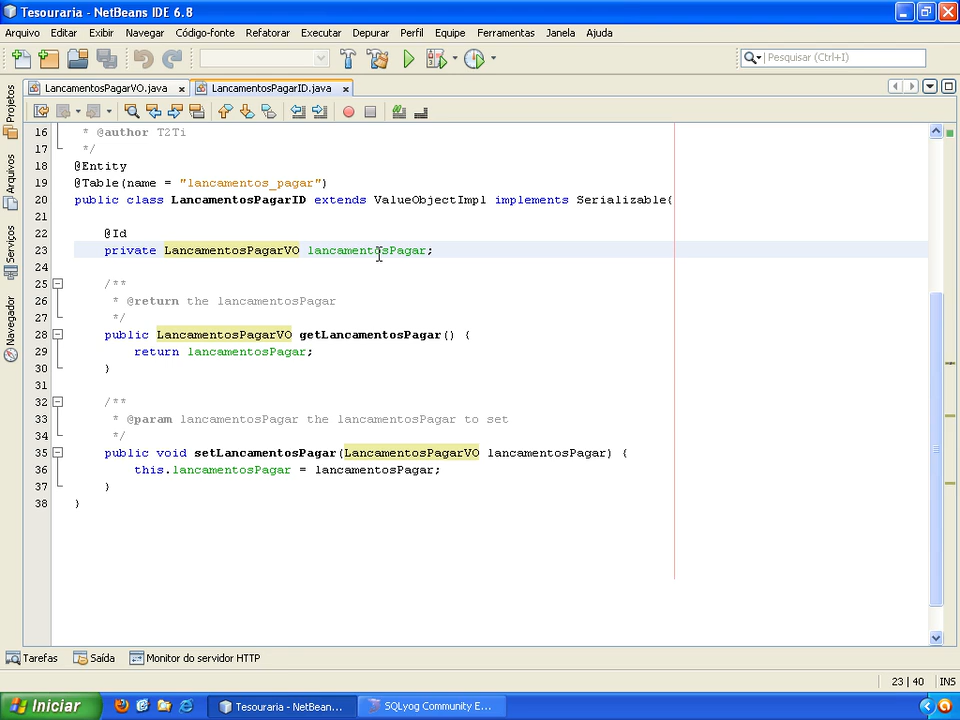 Tesouraria - NetBeans IDE 6.8
Arquivo Editar Exibir Navegar Código-fonte Refatorar Executar Depurar Perfil Equipe Ferramentas Janela Ajuda
Pesquisar (Ctrl+I)
LancamentosPagarVO.java x LancamentosPagarID.java x
Projetos
Arquivos
Serviços
Navegador
16 * @author T2Ti
17 */
18 @Entity
19 @Table(name = "lancamentos_pagar")
20 public class LancamentosPagarID extends ValueObjectImpl implements Serializable{
21
22 @Id
23 private LancamentosPagarVO lancamentosPagar;
24
25 /**
26 * @return the lancamentosPagar
27 */
28 public LancamentosPagarVO getLancamentosPagar() {
29 return lancamentosPagar;
30 }
31
32 /**
33 * @param lancamentosPagar the lancamentosPagar to set
34 */
35 public void setLancamentosPagar(LancamentosPagarVO lancamentosPagar) {
36 this.lancamentosPagar = lancamentosPagar;
37 }
38 }
Tarefas Saída Monitor do servidor HTTP
23 | 40 INS
Iniciar Tesouraria - NetBean... SQLyog Community E...